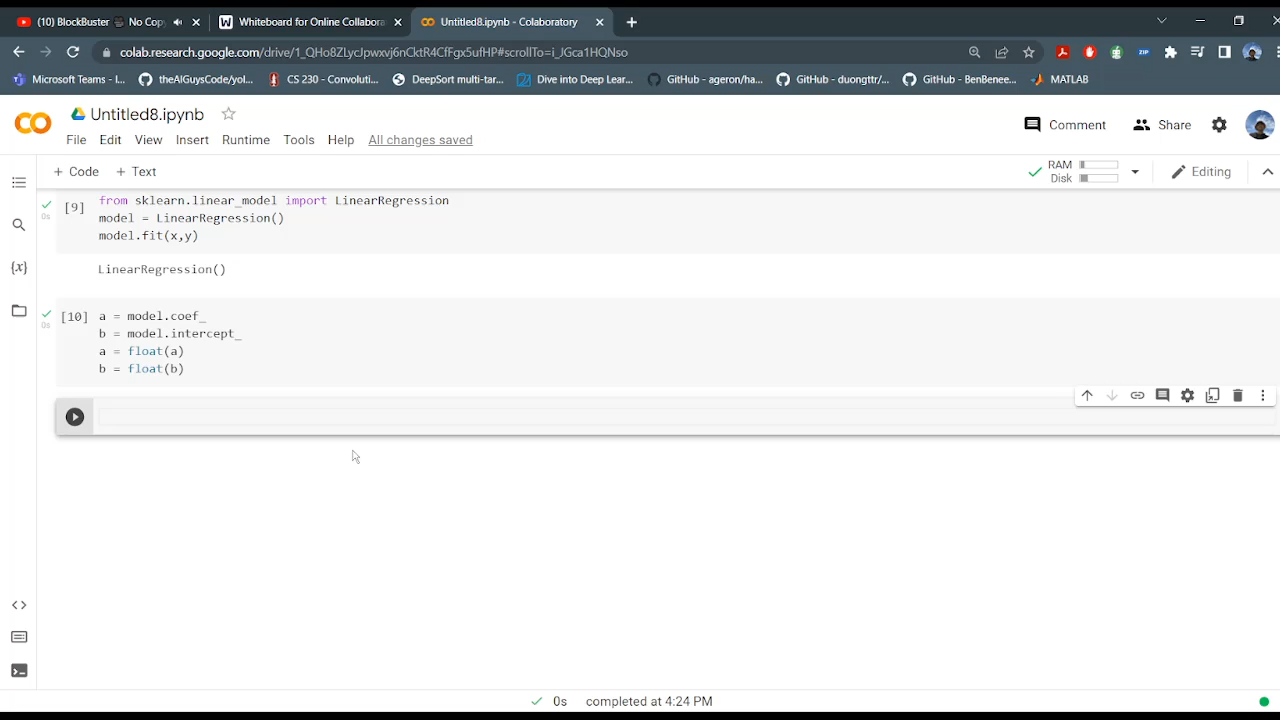 (10) BlockBuster No Copy
Whiteboard for Online Collabora
Untitled8.ipynb - Colaboratory
colab.research.google.com/drive/1_QHo8ZLycJpwxvi6nCktR4CfFgx5ufHP#scrollTo=i_JGca1HQNso
Microsoft Teams - I...
theAIGuysCode/yol...
CS 230 - Convoluti...
DeepSort multi-tar...
Dive into Deep Lear...
GitHub - ageron/ha...
GitHub - duongttr/...
GitHub - BenBenee...
MATLAB
Untitled8.ipynb
File Edit View Insert Runtime Tools Help All changes saved
Comment
Share
+ Code + Text
RAM
Disk
Editing
[9] from sklearn.linear_model import LinearRegression
0s
model = LinearRegression()
model.fit(x,y)
LinearRegression()
[10] a = model.coef_
0s
b = model.intercept_
a = float(a)
b = float(b)
{x}
0s completed at 4:24 PM